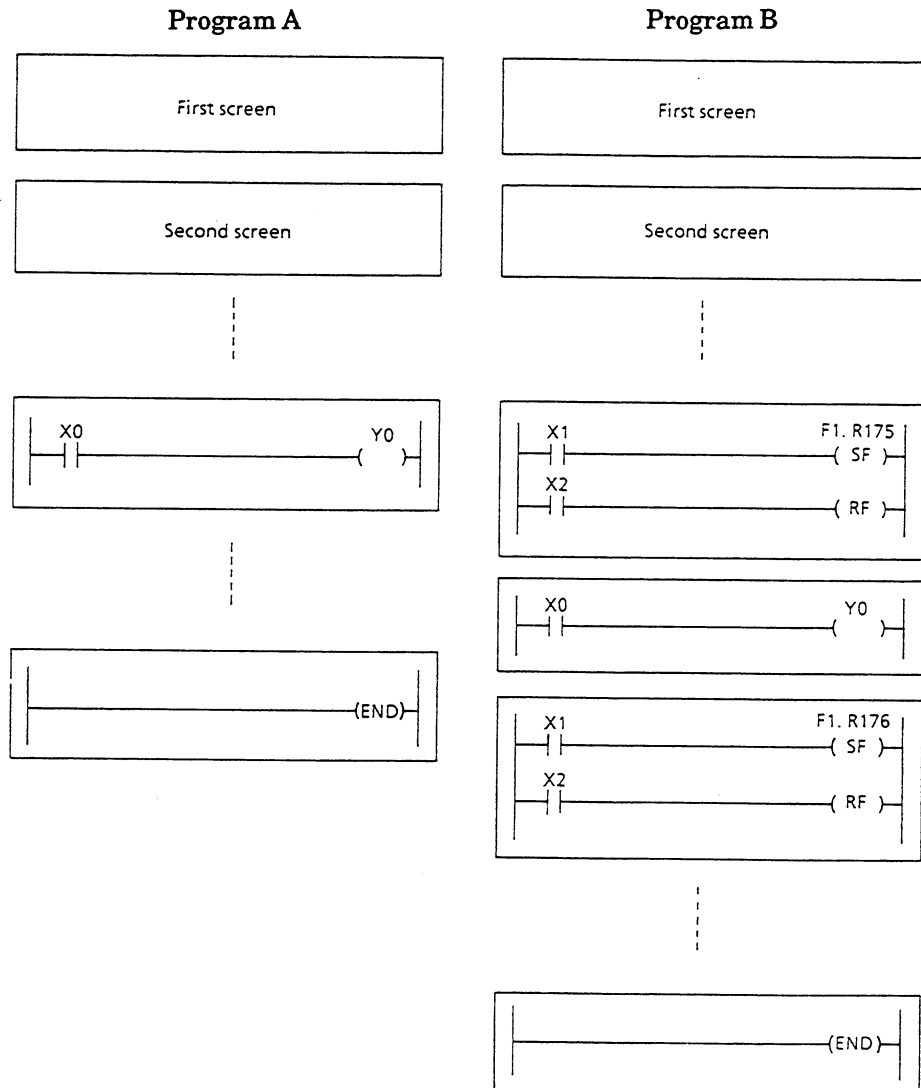 Program A
First screen
Second screen
X0 Y0
( )
(END)
Program B
First screen
Second screen
X1 F1. R175
( SF )
X2
( RF )
X0 Y0
( )
X1 F1. R176
( SF )
X2
( RF )
(END)